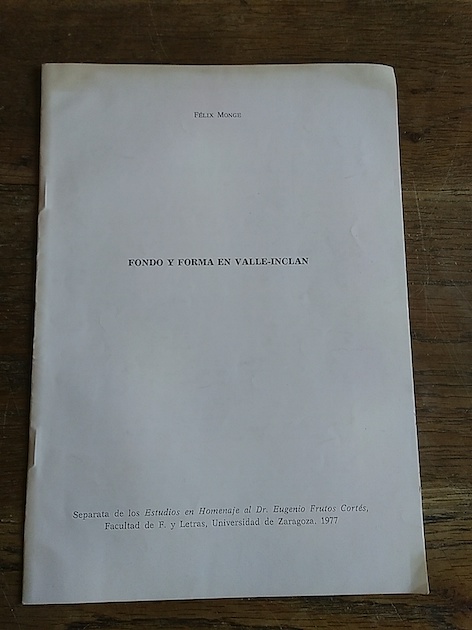 FÉLIX MONGE
FONDO Y FORMA EN VALLE-INCLAN
Separata de los Estudios en Homenaje al Dr. Eugenio Frutos Cortés,
Facultad de F. y Letras, Universidad de Zaragoza. 1977